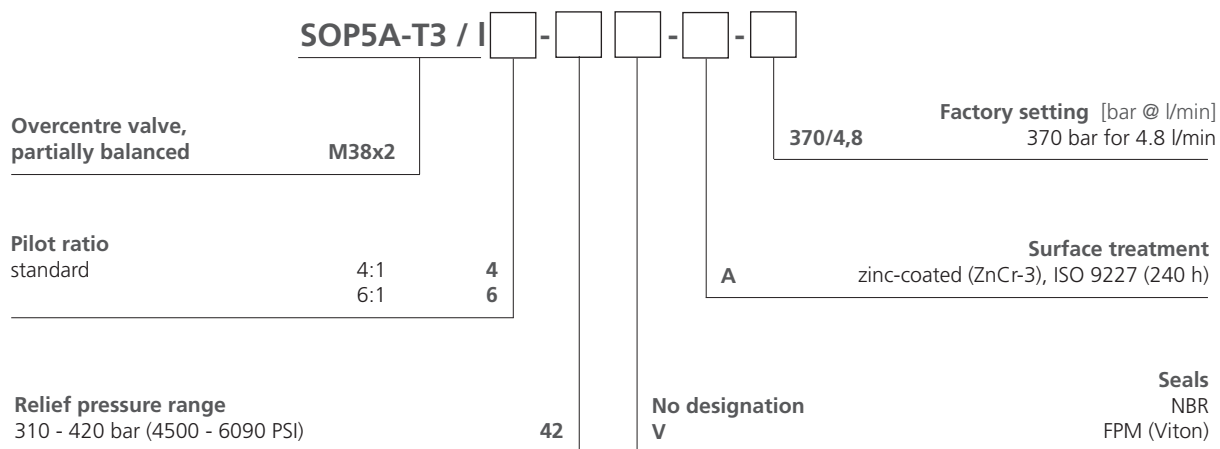 SOP5A-T3 / I - - -
Overcentre valve,
partially balanced M38x2
Factory setting [bar @ l/min]
370/4,8 370 bar for 4.8 l/min
Pilot ratio
standard 4:1 4
6:1 6
Surface treatment
A zinc-coated (ZnCr-3), ISO 9227 (240 h)
Relief pressure range
310 - 420 bar (4500 - 6090 PSI) 42
Seals
No designation NBR
V FPM (Viton)